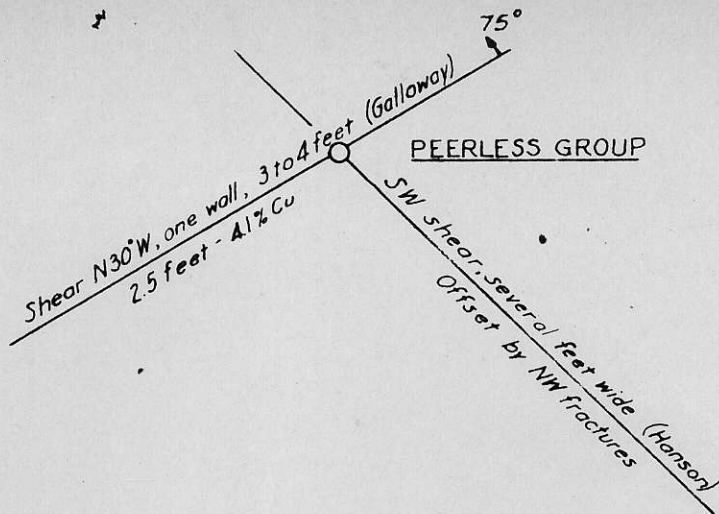 75°
Shear N30°W, one wall, 3 to 4 feet (Galloway)
2.5 feet - 4.1% Cu
PEERLESS GROUP
SW shear, several feet wide (Hanson)
Offset by NW fractures